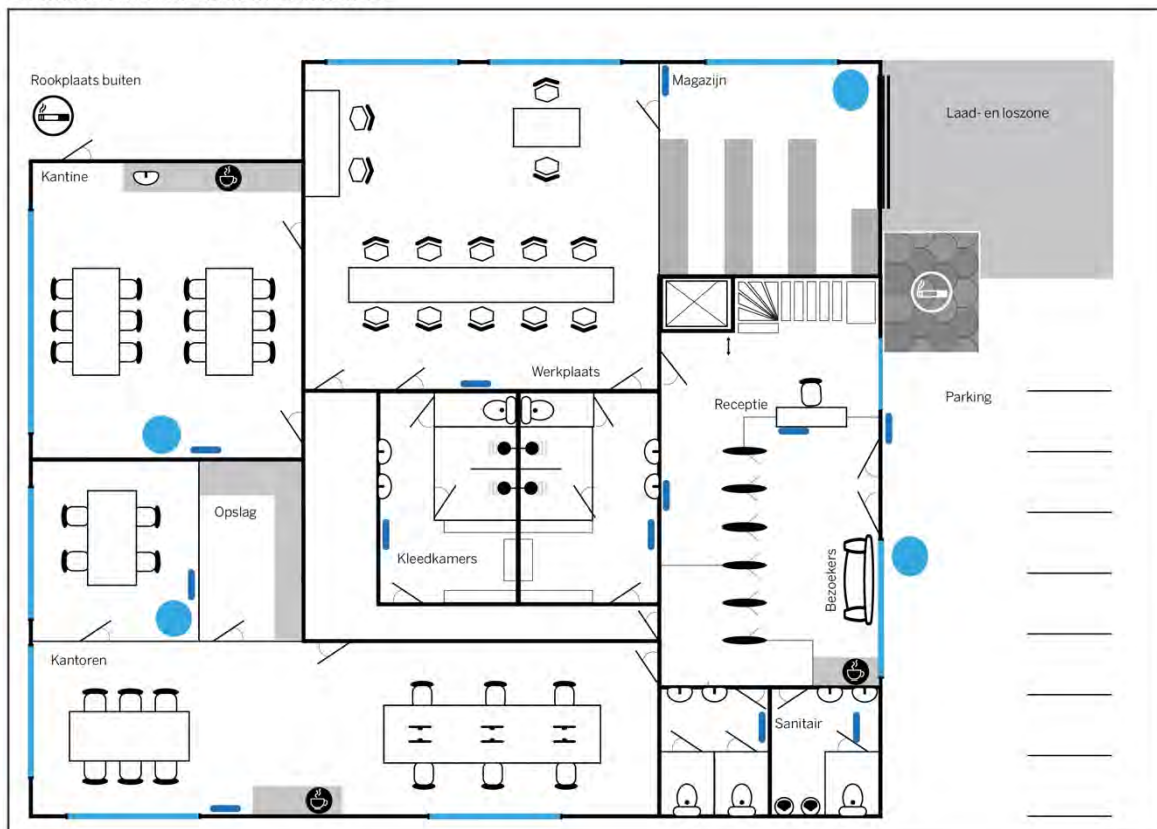 Rookplaats buiten
Magazijn
Laad- en loszone
Kantine
Werkplaats
Receptie
Parking
Opslag
Kleedkamers
Bezoekers
Kantoren
Sanitair